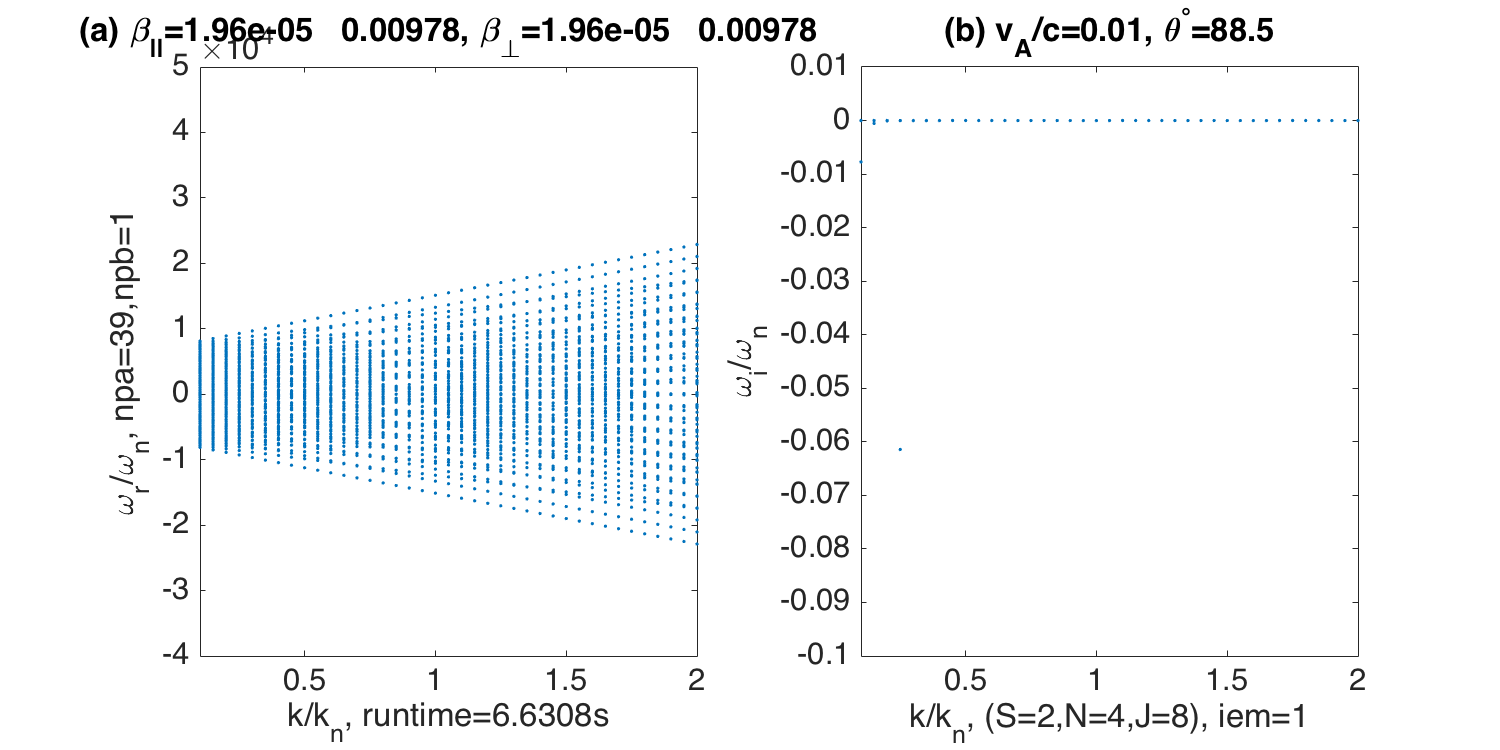 (a) β||=1.96e-05 0.00978, β⊥=1.96e-05 0.00978
(b) vA/c=0.01, θ°=88.5
×10^4
5
4
3
2
1
0
-1
-2
-3
-4
ωr/ωn, npa=39,npb=1
0.5 1 1.5 2
k/kn, runtime=6.6308s
0.01
0
-0.01
-0.02
-0.03
-0.04
-0.05
-0.06
-0.07
-0.08
-0.09
-0.1
ωi/ωn
0.5 1 1.5 2
k/kn, (S=2,N=4,J=8), iem=1